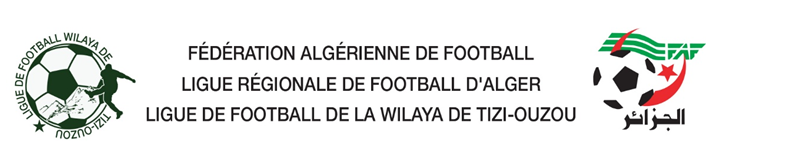 LIGUE DE FOOTBALL WILAYA DE
TIZI-OUZOU
FÉDÉRATION ALGÉRIENNE DE FOOTBALL
LIGUE RÉGIONALE DE FOOTBALL D'ALGER
LIGUE DE FOOTBALL DE LA WILAYA DE TIZI-OUZOU
FAF
الجزائر